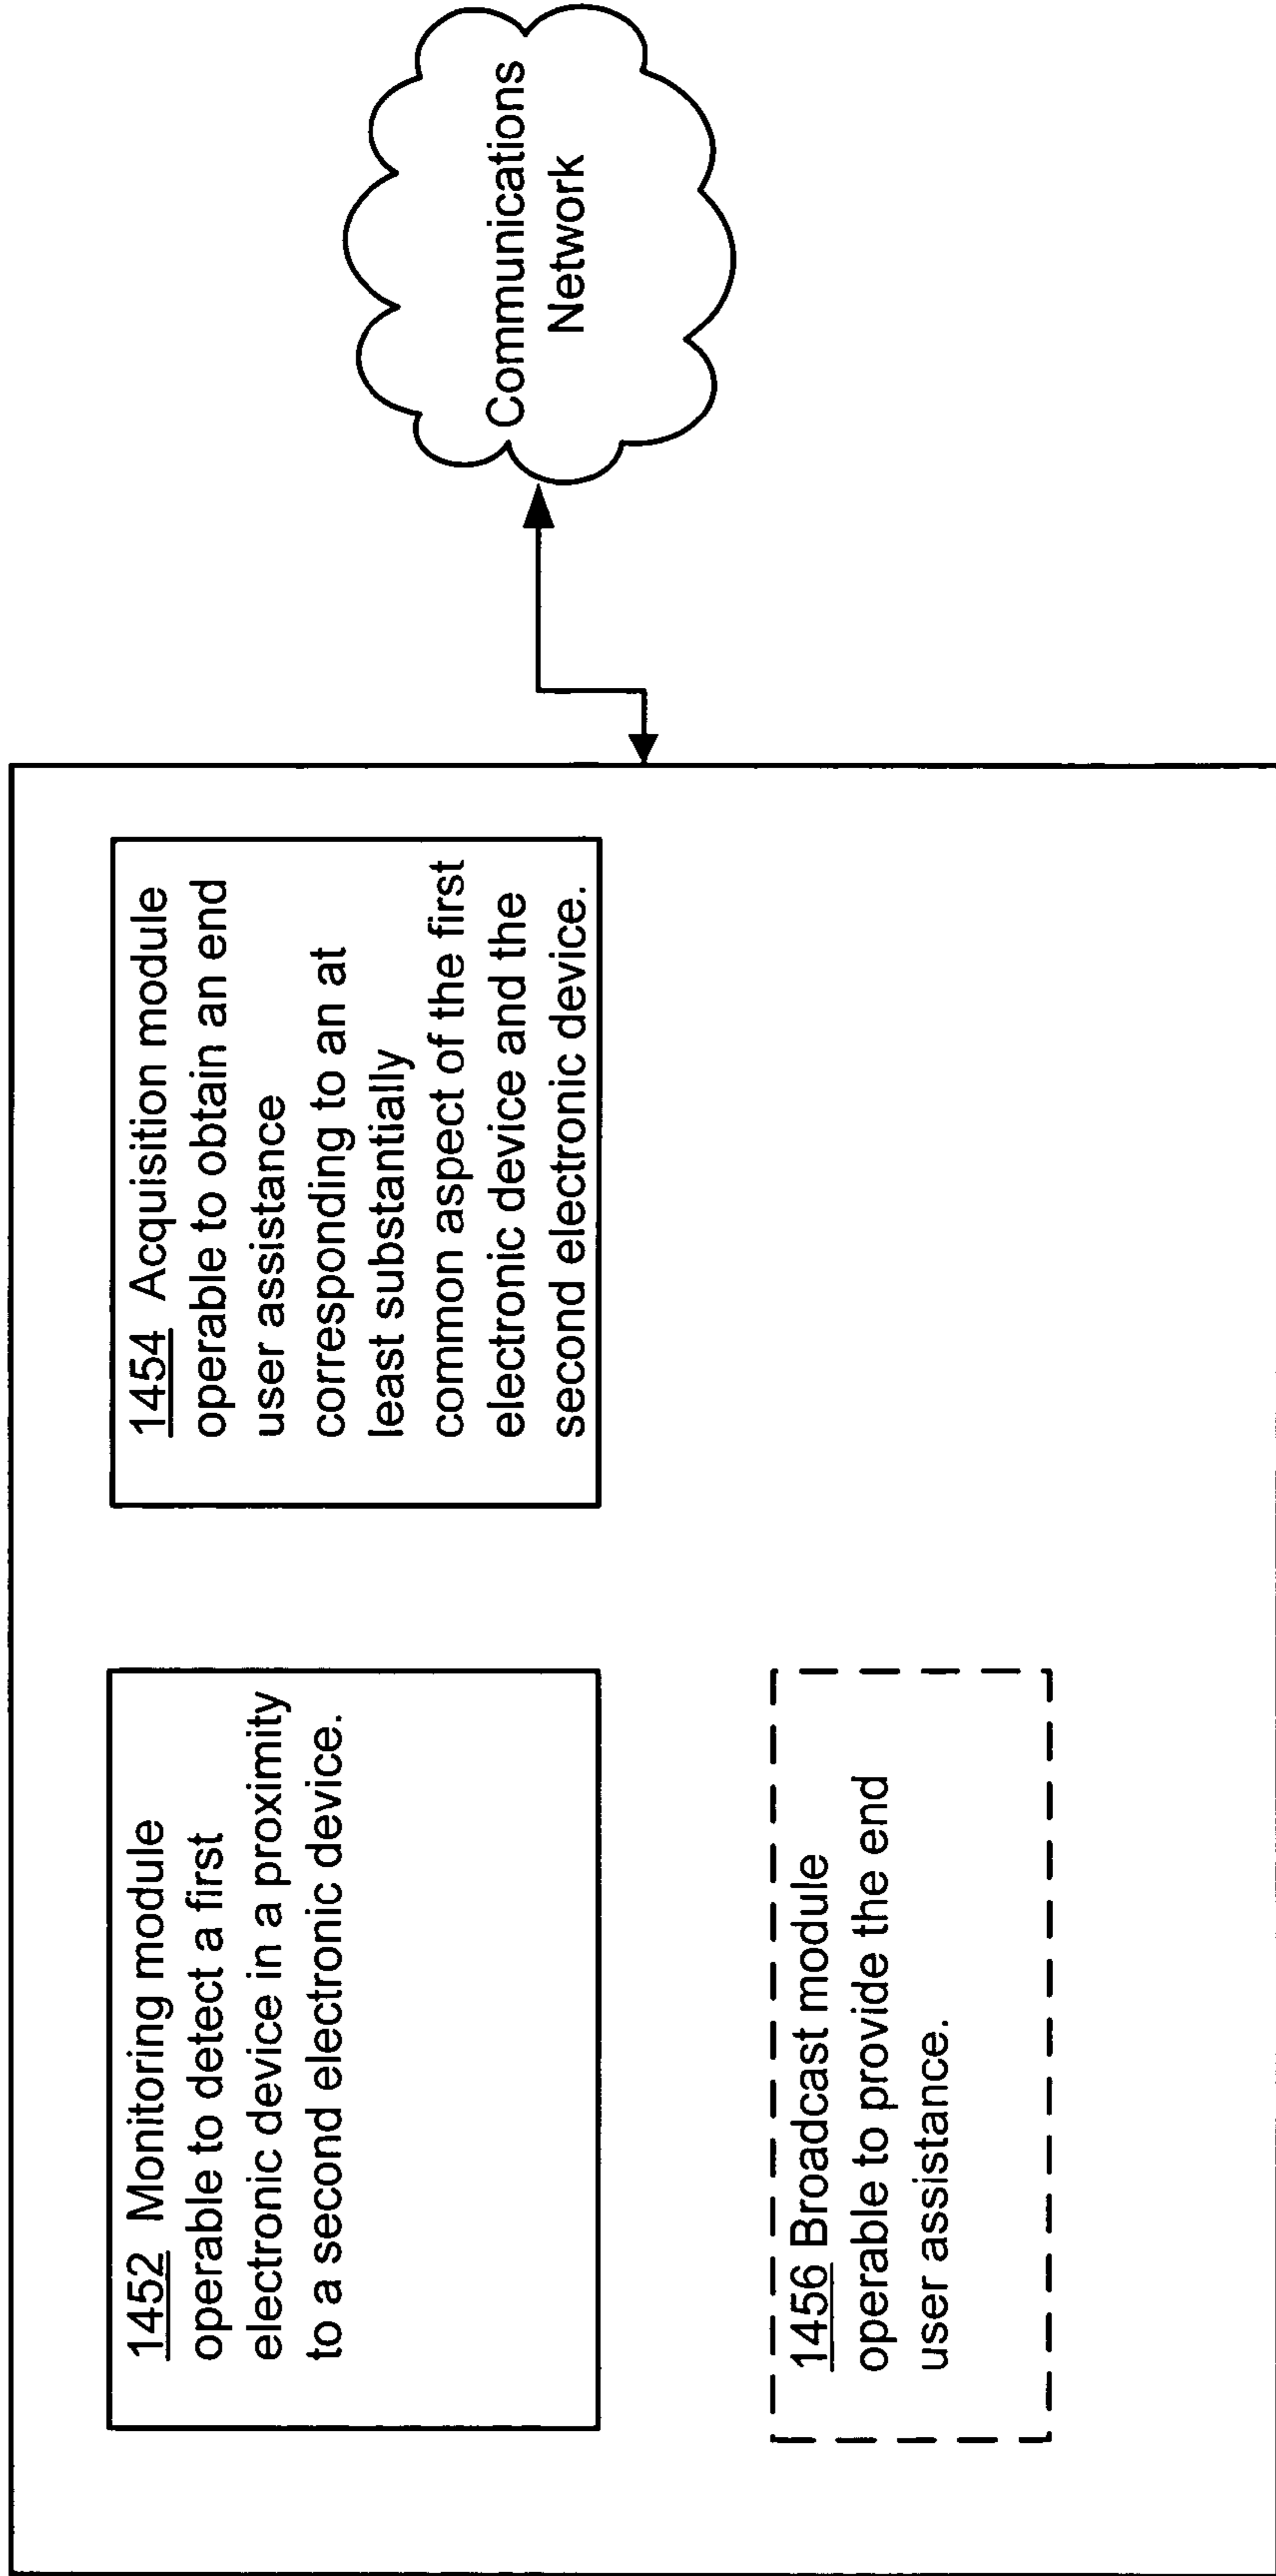 1452 Monitoring module
operable to detect a first
electronic device in a proximity
to a second electronic device.
1454 Acquisition module
operable to obtain an end
user assistance
corresponding to an at
least substantially
common aspect of the first
electronic device and the
second electronic device.
1456 Broadcast module
operable to provide the end
user assistance.
Communications
Network